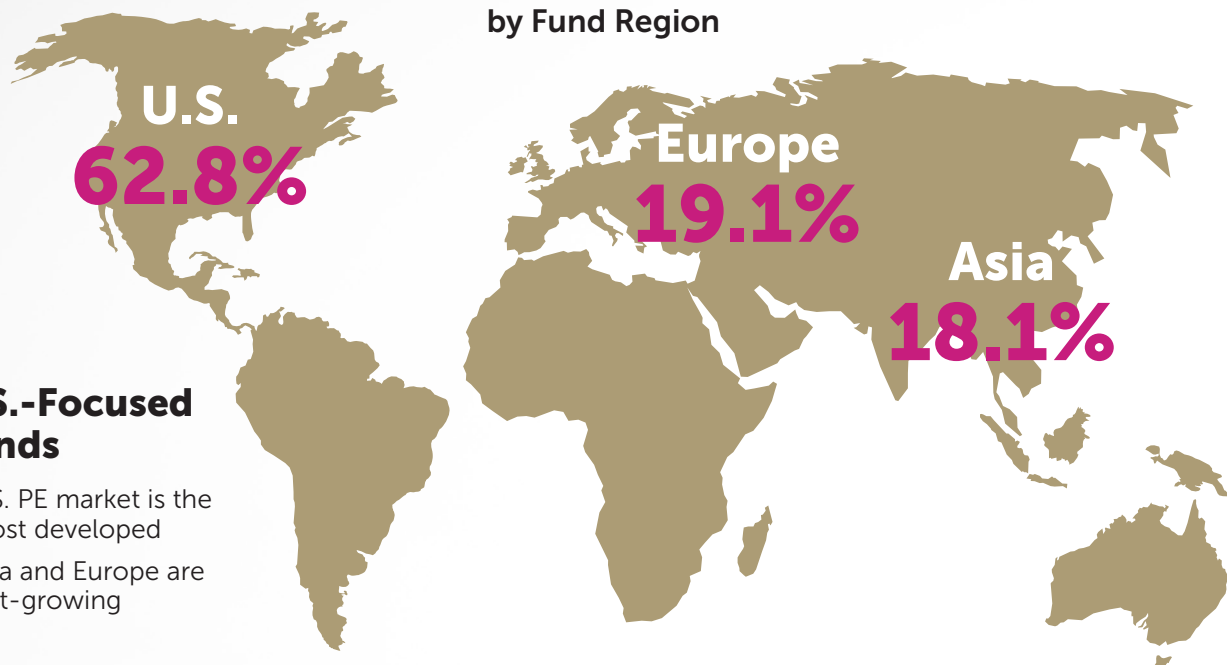 by Fund Region
U.S.
62.8%
Europe
19.1%
Asia
18.1%
S.-Focused
nds
S. PE market is the
ost developed
a and Europe are
t-growing